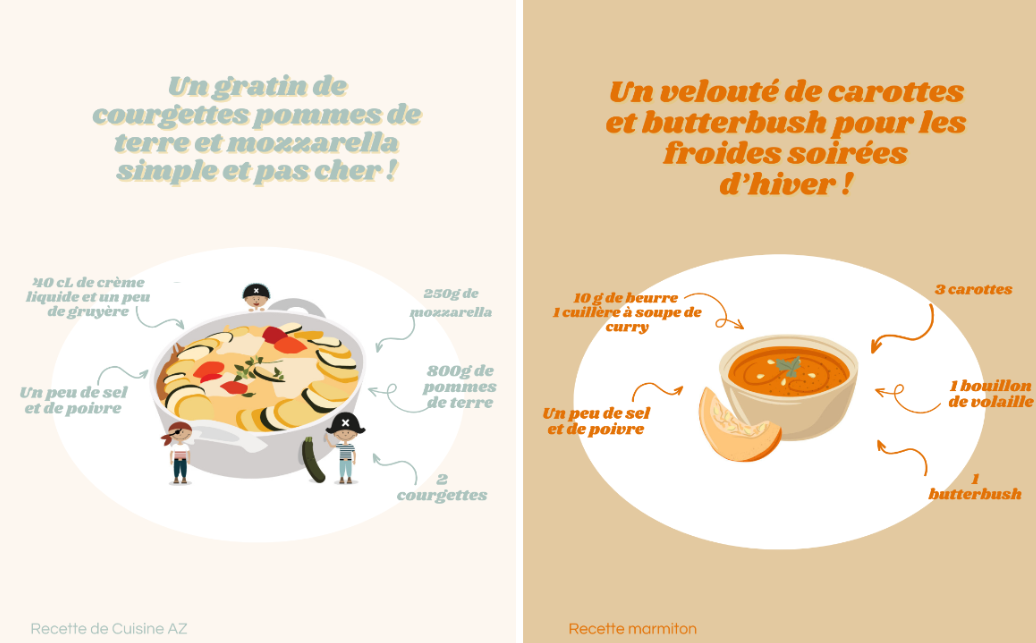 Un gratin de
courgettes pommes de
terre et mozzarella
simple et pas cher !
40 cL de crème
liquide et un peu
de gruyère
250g de
mozzarella
Un peu de sel
et de poivre
800g de
pommes
de terre
2
courgettes
Recette de Cuisine AZ
Un velouté de carottes
et butterbush pour les
froides soirées
d'hiver !
10 g de beurre
1 cuillère à soupe de
curry
3 carottes
Un peu de sel
et de poivre
1 bouillon
de volaille
1
butterbush
Recette marmiton